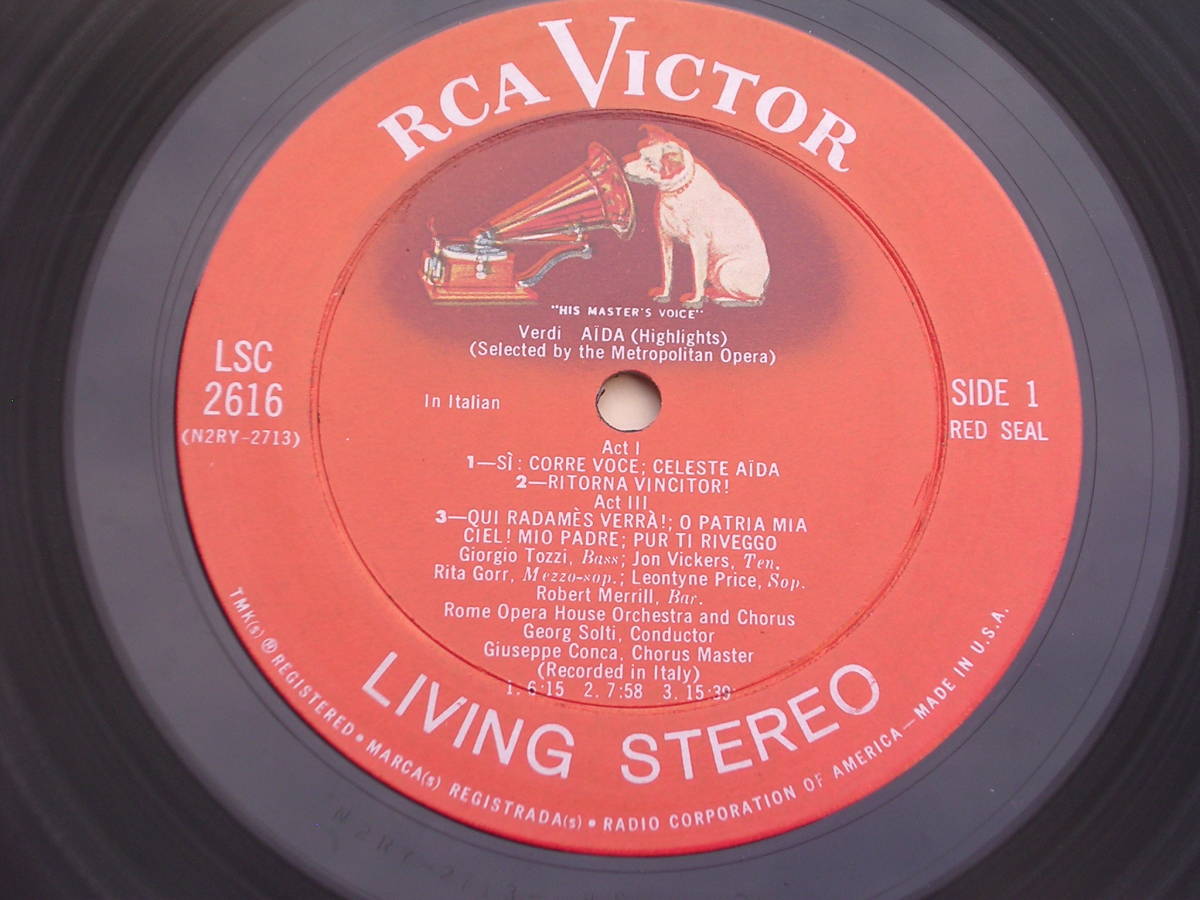 RCA VICTOR
"HIS MASTER'S VOICE"
Verdi AÏDA (Highlights)
(Selected by the Metropolitan Opera)
LSC
2616
(N2RY-2713)
In Italian
SIDE 1
RED SEAL
Act I
1—SÌ: CORRE VOCE; CELESTE AÏDA
2—RITORNA VINCITOR!
Act III
3—QUI RADAMÈS VERRÀ!; O PATRIA MIA
CIEL! MIO PADRE; PUR TI RIVEGGO
Giorgio Tozzi, Bass; Jon Vickers, Ten.
Rita Gorr, Mezzo-sop.; Leontyne Price, Sop.
Robert Merrill, Bar.
Rome Opera House Orchestra and Chorus
Georg Solti, Conductor
Giuseppe Conca, Chorus Master
(Recorded in Italy)
1. 6:15 2. 7:58 3. 15:39
LIVING STEREO
TMK(s) ® REGISTERED • MARCA(s) REGISTRADA(s) • RADIO CORPORATION OF AMERICA—MADE IN U.S.A.